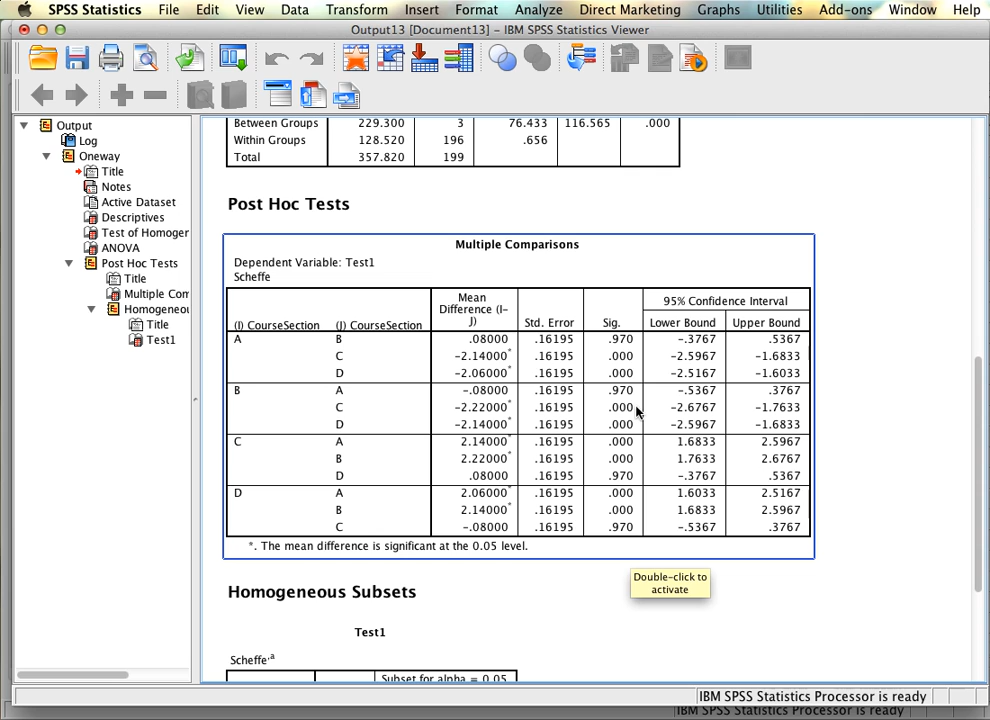 SPSS Statistics File Edit View Data Transform Insert Format Analyze Direct Marketing Graphs Utilities Add-ons Window Help
Output13 [Document13] – IBM SPSS Statistics Viewer
Output
Log
Oneway
Title
Notes
Active Dataset
Descriptives
Test of Homoger
ANOVA
Post Hoc Tests
Title
Multiple Com
Homogeneou
Title
Test1
Between Groups 229.300 3 76.433 116.565 .000
Within Groups 128.520 196 .656
Total 357.820 199
Post Hoc Tests
Multiple Comparisons
Dependent Variable: Test1
Scheffe
(I) CourseSection (J) CourseSection Mean Difference (I-J) Std. Error Sig. 95% Confidence Interval
Lower Bound Upper Bound
A B .08000 .16195 .970 -.3767 .5367
C -2.14000* .16195 .000 -2.5967 -1.6833
D -2.06000* .16195 .000 -2.5167 -1.6033
B A -.08000 .16195 .970 -.5367 .3767
C -2.22000* .16195 .000 -2.6767 -1.7633
D -2.14000* .16195 .000 -2.5967 -1.6833
C A 2.14000* .16195 .000 1.6833 2.5967
B 2.22000* .16195 .000 1.7633 2.6767
D .08000 .16195 .970 -.3767 .5367
D A 2.06000* .16195 .000 1.6033 2.5167
B 2.14000* .16195 .000 1.6833 2.5967
C -.08000 .16195 .970 -.5367 .3767
*. The mean difference is significant at the 0.05 level.
Double-click to
activate
Homogeneous Subsets
Test1
Scheffe,a
Subset for alpha = 0.05
IBM SPSS Statistics Processor is ready
IBM SPSS Statistics Processor is ready